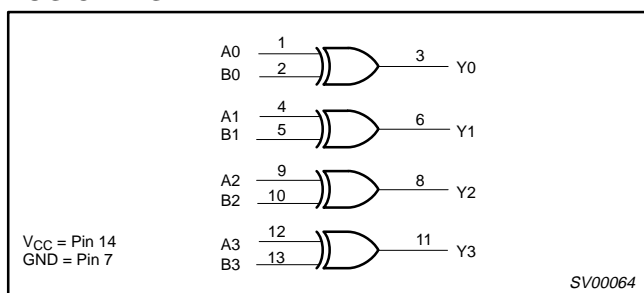 A0 1 3 Y0
B0 2
A1 4 6 Y1
B1 5
A2 9 8 Y2
B2 10
A3 12 11 Y3
B3 13
VCC = Pin 14
GND = Pin 7
SV00064